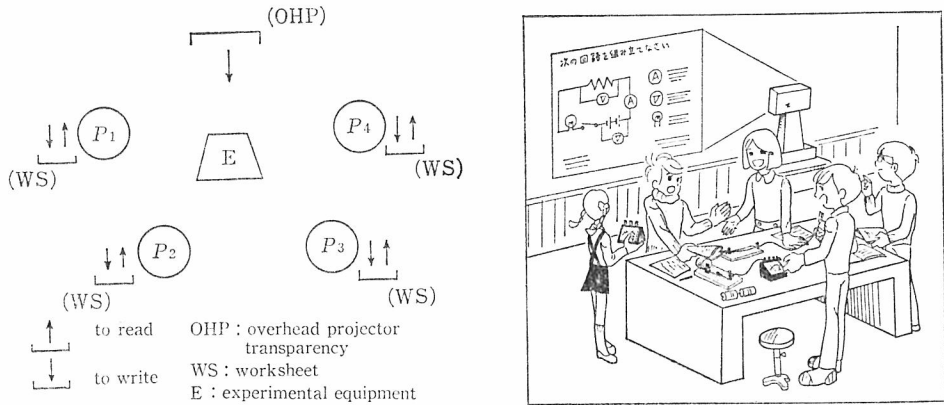 (OHP)
P1
P4
E
(WS)
(WS)
P2
P3
(WS)
(WS)
to read
OHP : overhead projector
transparency
to write
WS : worksheet
E : experimental equipment
次の回路を組み立てなさい
A
V
A
V